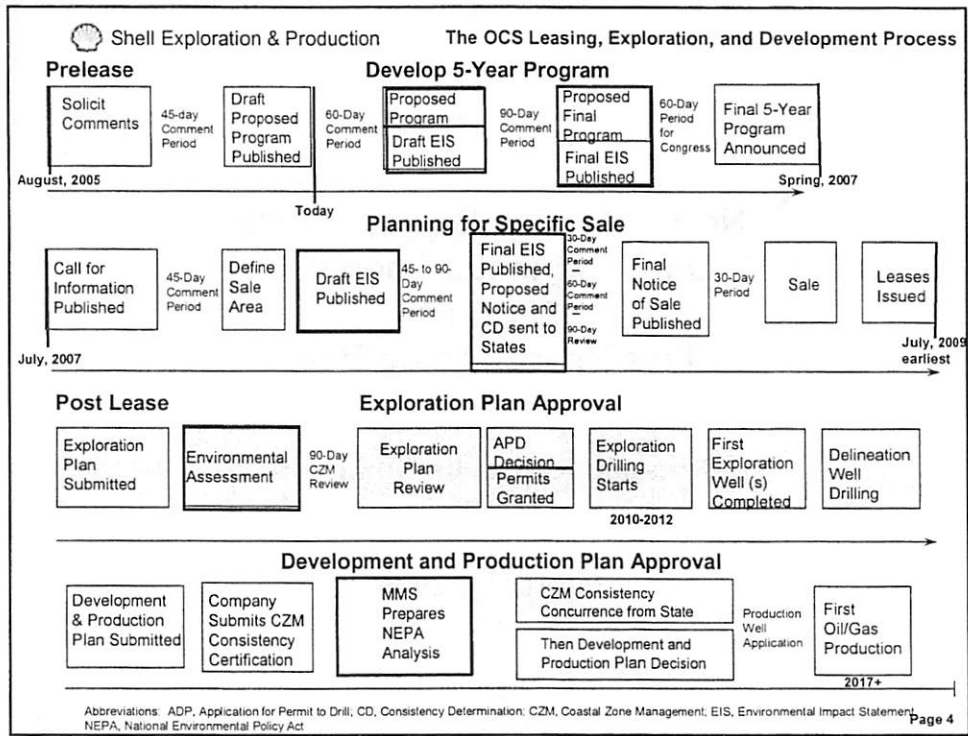 Shell Exploration & Production
The OCS Leasing, Exploration, and Development Process
Prelease
Develop 5-Year Program
Solicit
Comments
45-day
Comment
Period
Draft
Proposed
Program
Published
60-Day
Comment
Period
Proposed
Program
Draft EIS
Published
90-Day
Comment
Period
Proposed
Final
Program
Final EIS
Published
60-Day
Period
for
Congress
Final 5-Year
Program
Announced
August, 2005
Today
Spring, 2007
Planning for Specific Sale
Call for
Information
Published
45-Day
Comment
Period
Define
Sale
Area
Draft EIS
Published
45- to 90-
Day
Comment
Period
Final EIS
Published,
Proposed
Notice and
CD sent to
States
30-Day
Comment
Period
—
60-Day
Comment
Period
—
90-Day
Review
Final
Notice
of Sale
Published
30-Day
Period
Sale
Leases
Issued
July, 2007
July, 2009
earliest
Post Lease
Exploration Plan Approval
Exploration
Plan
Submitted
Environmental
Assessment
90-Day
CZM
Review
Exploration
Plan
Review
APD
Decision
Permits
Granted
Exploration
Drilling
Starts
2010-2012
First
Exploration
Well (s)
Completed
Delineation
Well
Drilling
Development and Production Plan Approval
Development
& Production
Plan Submitted
Company
Submits CZM
Consistency
Certification
MMS
Prepares
NEPA
Analysis
CZM Consistency
Concurrence from State
Then Development and
Production Plan Decision
Production
Well
Application
First
Oil/Gas
Production
2017+
Abbreviations: ADP, Application for Permit to Drill; CD, Consistency Determination; CZM, Coastal Zone Management; EIS, Environmental Impact Statement
NEPA, National Environmental Policy Act
Page 4